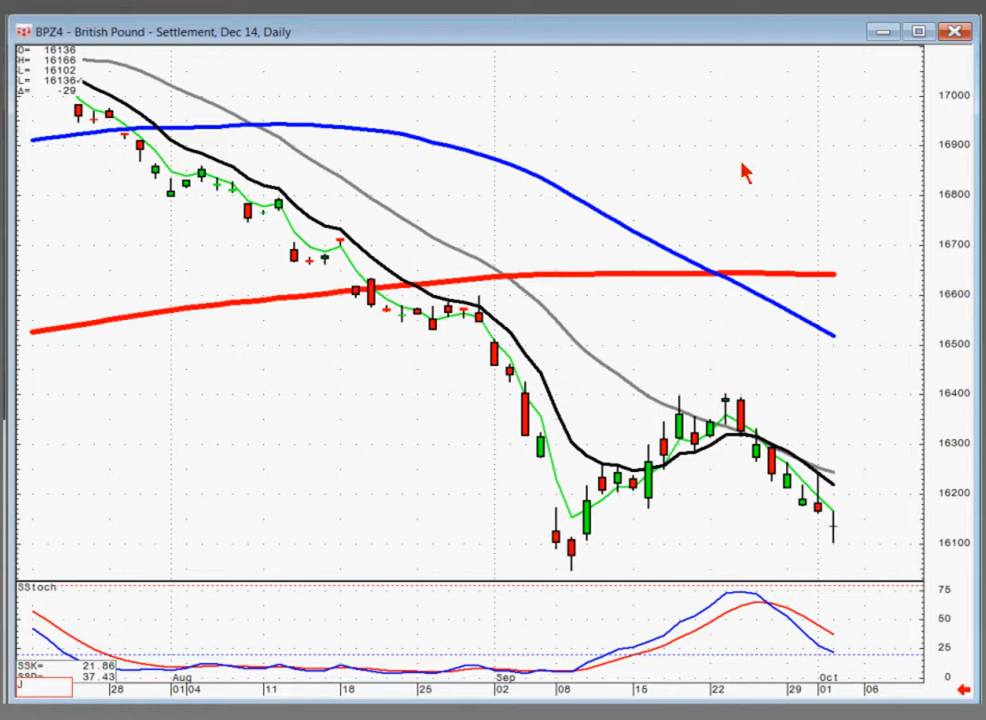 BPZ4 - British Pound - Settlement, Dec 14, Daily
O= 16136
H= 16166
L= 16102
L= 16136
Δ= -29
17000
16900
16800
16700
16600
16500
16400
16300
16200
16100
SStoch
75
50
25
0
SSK= 21.86
SSD= 37.43
J
Aug Sep Oct
28 01 04 11 18 25 02 08 15 22 29 01 06